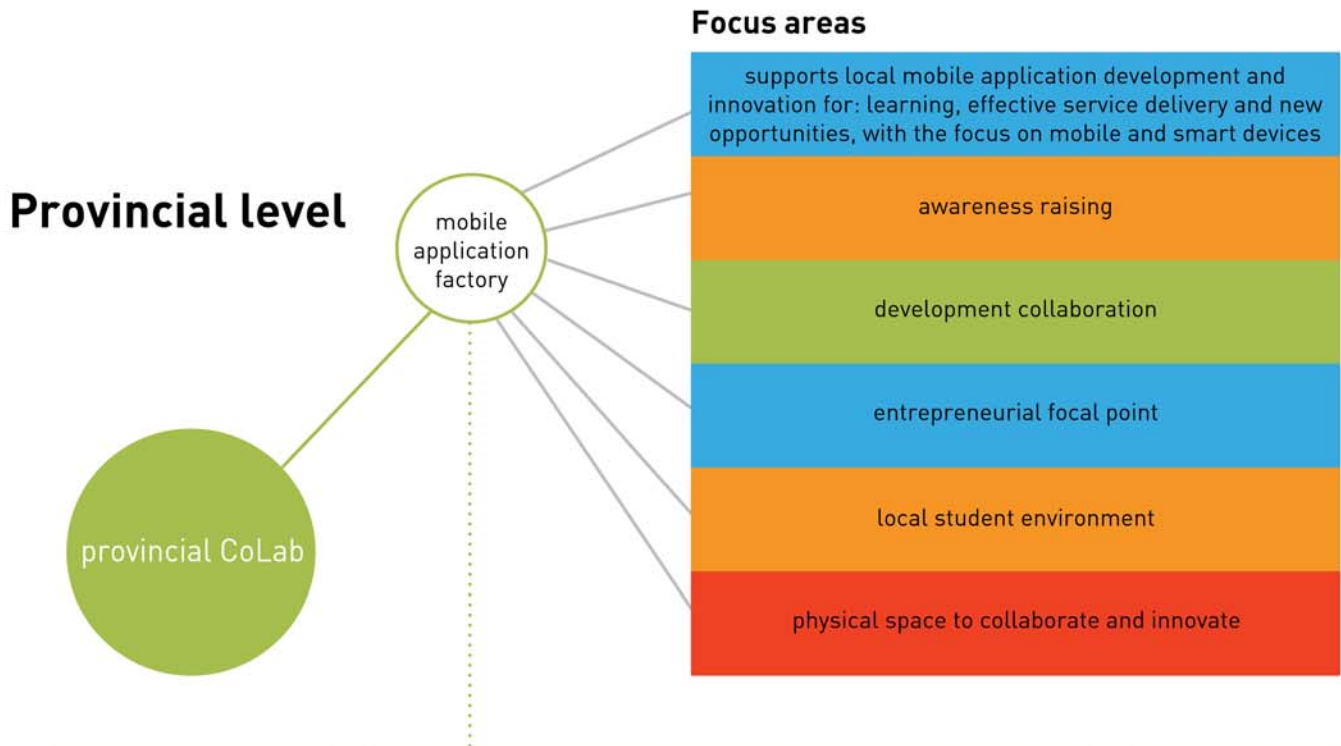 Focus areas
supports local mobile application development and
innovation for: learning, effective service delivery and new
opportunities, with the focus on mobile and smart devices
Provincial level
awareness raising
mobile
application
factory
development collaboration
entrepreneurial focal point
local student environment
provincial CoLab
physical space to collaborate and innovate